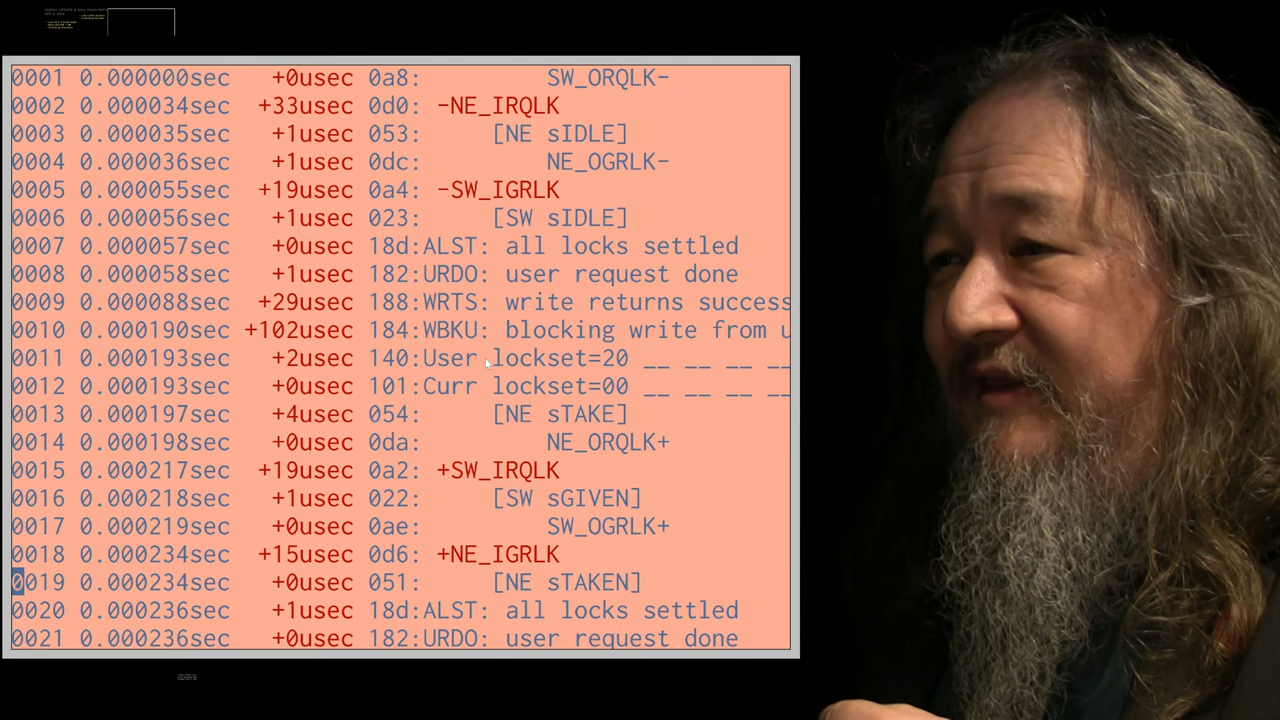 0001 0.000000sec +0usec 0a8: SW_ORQLK-
0002 0.000034sec +33usec 0d0: -NE_IRQLK
0003 0.000035sec +1usec 053: [NE sIDLE]
0004 0.000036sec +1usec 0dc: NE_OGRLK-
0005 0.000055sec +19usec 0a4: -SW_IGRLK
0006 0.000056sec +1usec 023: [SW sIDLE]
0007 0.000057sec +0usec 18d:ALST: all locks settled
0008 0.000058sec +1usec 182:URDO: user request done
0009 0.000088sec +29usec 188:WRTS: write returns success
0010 0.000190sec +102usec 184:WBKU: blocking write from u
0011 0.000193sec +2usec 140:User lockset=20 __ __ __ __
0012 0.000193sec +0usec 101:Curr lockset=00 __ __ __ __
0013 0.000197sec +4usec 054: [NE sTAKE]
0014 0.000198sec +0usec 0da: NE_ORQLK+
0015 0.000217sec +19usec 0a2: +SW_IRQLK
0016 0.000218sec +1usec 022: [SW sGIVEN]
0017 0.000219sec +0usec 0ae: SW_OGRLK+
0018 0.000234sec +15usec 0d6: +NE_IGRLK
0019 0.000234sec +0usec 051: [NE sTAKEN]
0020 0.000236sec +1usec 18d:ALST: all locks settled
0021 0.000236sec +0usec 182:URDO: user request done